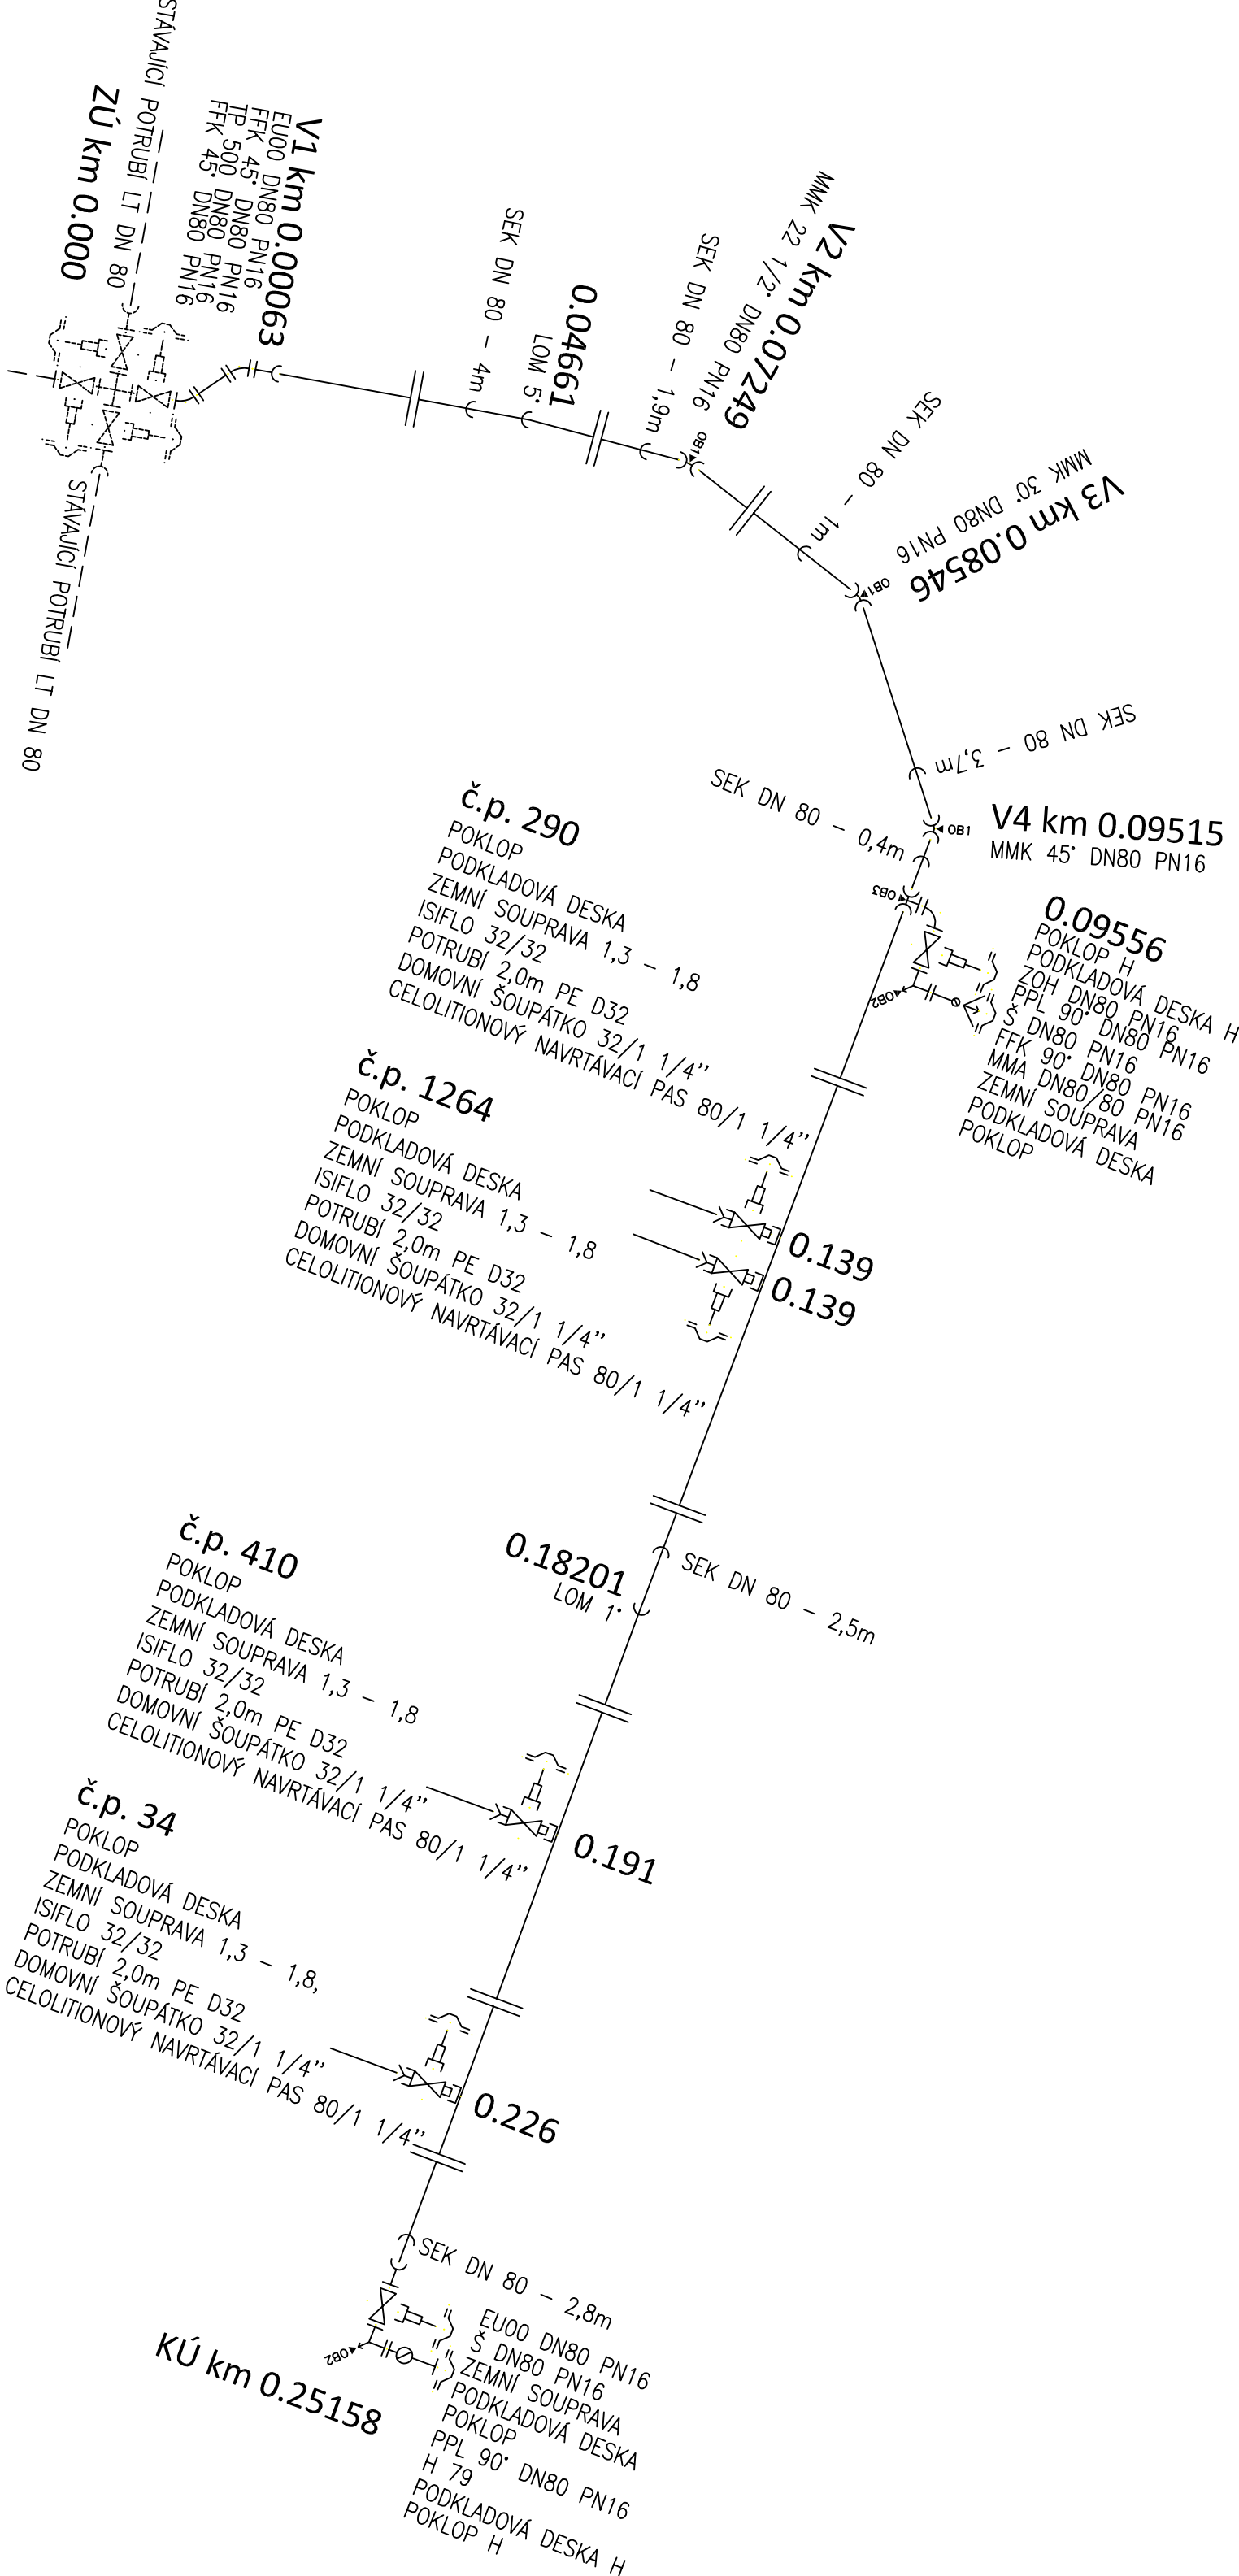 STÁVAJÍCÍ POTRUBÍ LT DN 80
ZÚ km 0.000
V1 km 0.00063
EU00 DN80 PN16
FFK 45° DN80 PN16
TP 500 DN80 PN16
FFK 45° DN80 PN16
STÁVAJÍCÍ POTRUBÍ LT DN 80
SEK DN 80 – 4m
0.04661
LOM 5°
SEK DN 80 – 1,9m
V2 km 0.07249
MMK 22 1/2° DN80 PN16
OB1
SEK DN 80 – 1m
V3 km 0.08546
MMK 30° DN80 PN16
OB1
SEK DN 80 – 3,7m
V4 km 0.09515
MMK 45° DN80 PN16
OB1
SEK DN 80 – 0,4m
OB3
0.09556
POKLOP H
PODKLADOVÁ DESKA H
ZOH DN80 PN16
PPL 90° DN80 PN16
Š DN80 PN16
FFK 90° DN80 PN16
MMA DN80/80 PN16
ZEMNÍ SOUPRAVA
PODKLADOVÁ DESKA
POKLOP
OB2
č.p. 290
POKLOP
PODKLADOVÁ DESKA
ZEMNÍ SOUPRAVA 1,3 – 1,8
ISIFLO 32/32
POTRUBÍ 2,0m PE D32
DOMOVNÍ ŠOUPÁTKO 32/1 1/4"
CELOLITIONOVÝ NAVRTÁVACÍ PAS 80/1 1/4"
0.139
č.p. 1264
POKLOP
PODKLADOVÁ DESKA
ZEMNÍ SOUPRAVA 1,3 – 1,8
ISIFLO 32/32
POTRUBÍ 2,0m PE D32
DOMOVNÍ ŠOUPÁTKO 32/1 1/4"
CELOLITIONOVÝ NAVRTÁVACÍ PAS 80/1 1/4"
0.139
0.18201
LOM 1°
SEK DN 80 – 2,5m
č.p. 410
POKLOP
PODKLADOVÁ DESKA
ZEMNÍ SOUPRAVA 1,3 – 1,8
ISIFLO 32/32
POTRUBÍ 2,0m PE D32
DOMOVNÍ ŠOUPÁTKO 32/1 1/4"
CELOLITIONOVÝ NAVRTÁVACÍ PAS 80/1 1/4"
0.191
č.p. 34
POKLOP
PODKLADOVÁ DESKA
ZEMNÍ SOUPRAVA 1,3 – 1,8,
ISIFLO 32/32
POTRUBÍ 2,0m PE D32
DOMOVNÍ ŠOUPÁTKO 32/1 1/4"
CELOLITIONOVÝ NAVRTÁVACÍ PAS 80/1 1/4"
0.226
SEK DN 80 – 2,8m
EU00 DN80 PN16
Š DN80 PN16
ZEMNÍ SOUPRAVA
PODKLADOVÁ DESKA
POKLOP
PPL 90° DN80 PN16
H 79
PODKLADOVÁ DESKA H
POKLOP H
OB2
KÚ km 0.25158